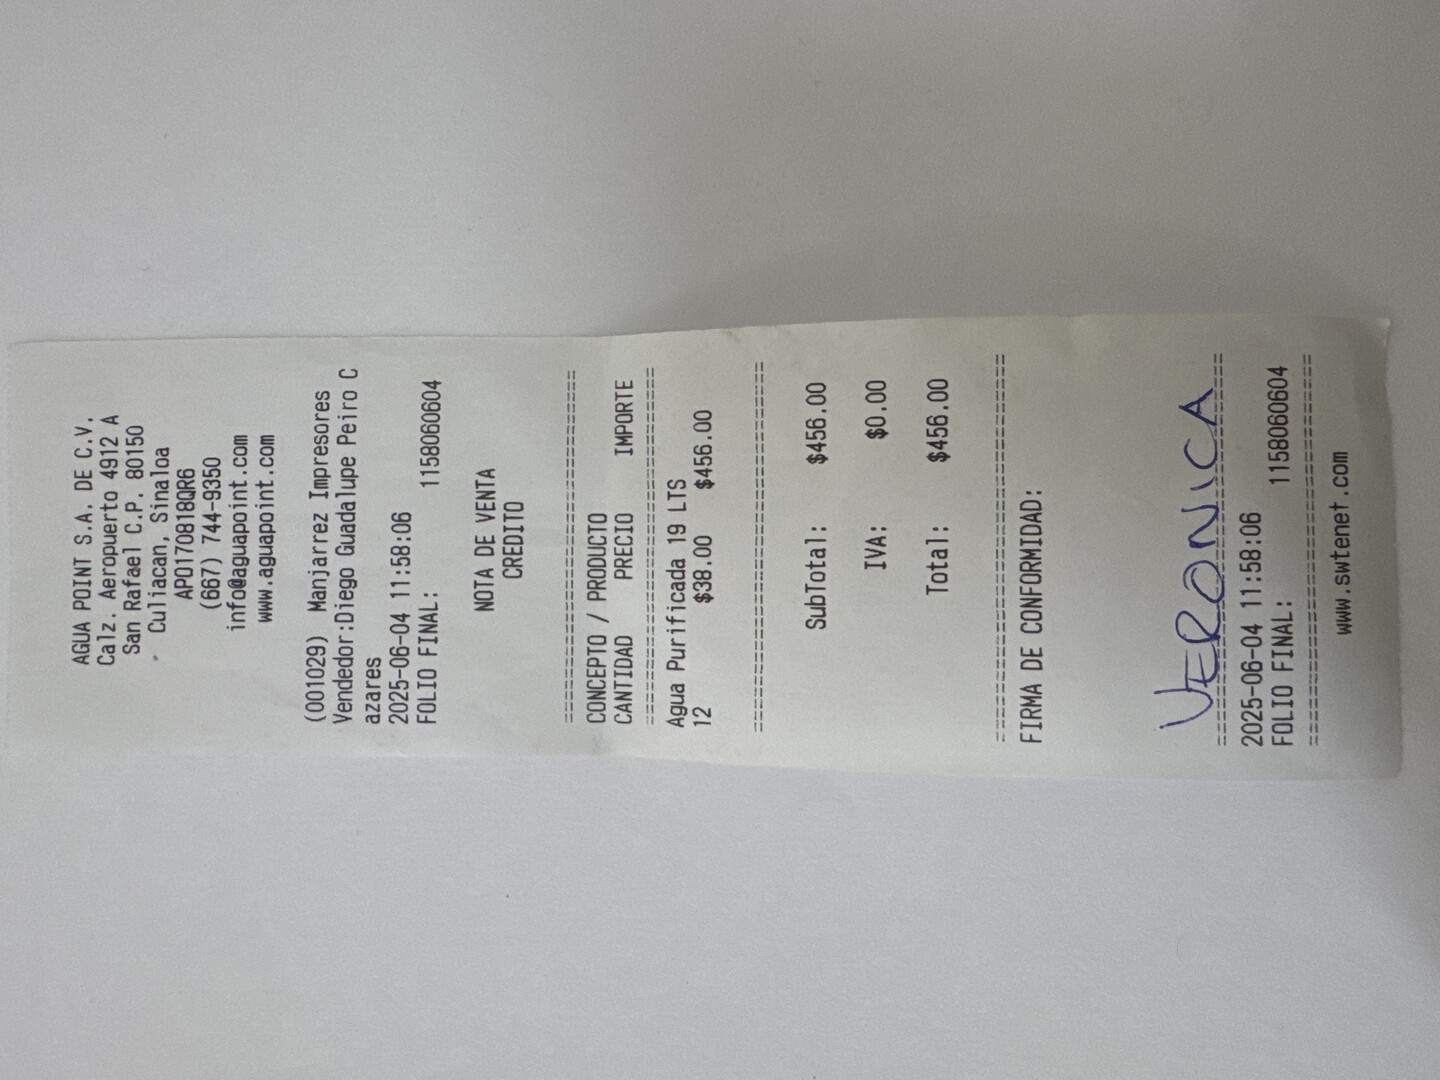 AGUA POINT S.A. DE C.V.
Calz. Aeropuerto 4912 A
San Rafael C.P. 80150
Culiacan, Sinaloa
APO170818QR6
(667) 744-9350
info@aguapoint.com
www.aguapoint.com
(001029) Manjarrez Impresores
Vendedor:Diego Guadalupe Peiro C
azares
2025-06-04 11:58:06
FOLIO FINAL: 1158060604
NOTA DE VENTA
CREDITO
================================
CONCEPTO / PRODUCTO
CANTIDAD PRECIO IMPORTE
================================
Agua Purificada 19 LTS
12 $38.00 $456.00
================================
SubTotal: $456.00
IVA: $0.00
Total: $456.00
================================
FIRMA DE CONFORMIDAD:
VERONICA
================================
2025-06-04 11:58:06
FOLIO FINAL: 1158060604
================================
www.swtenet.com